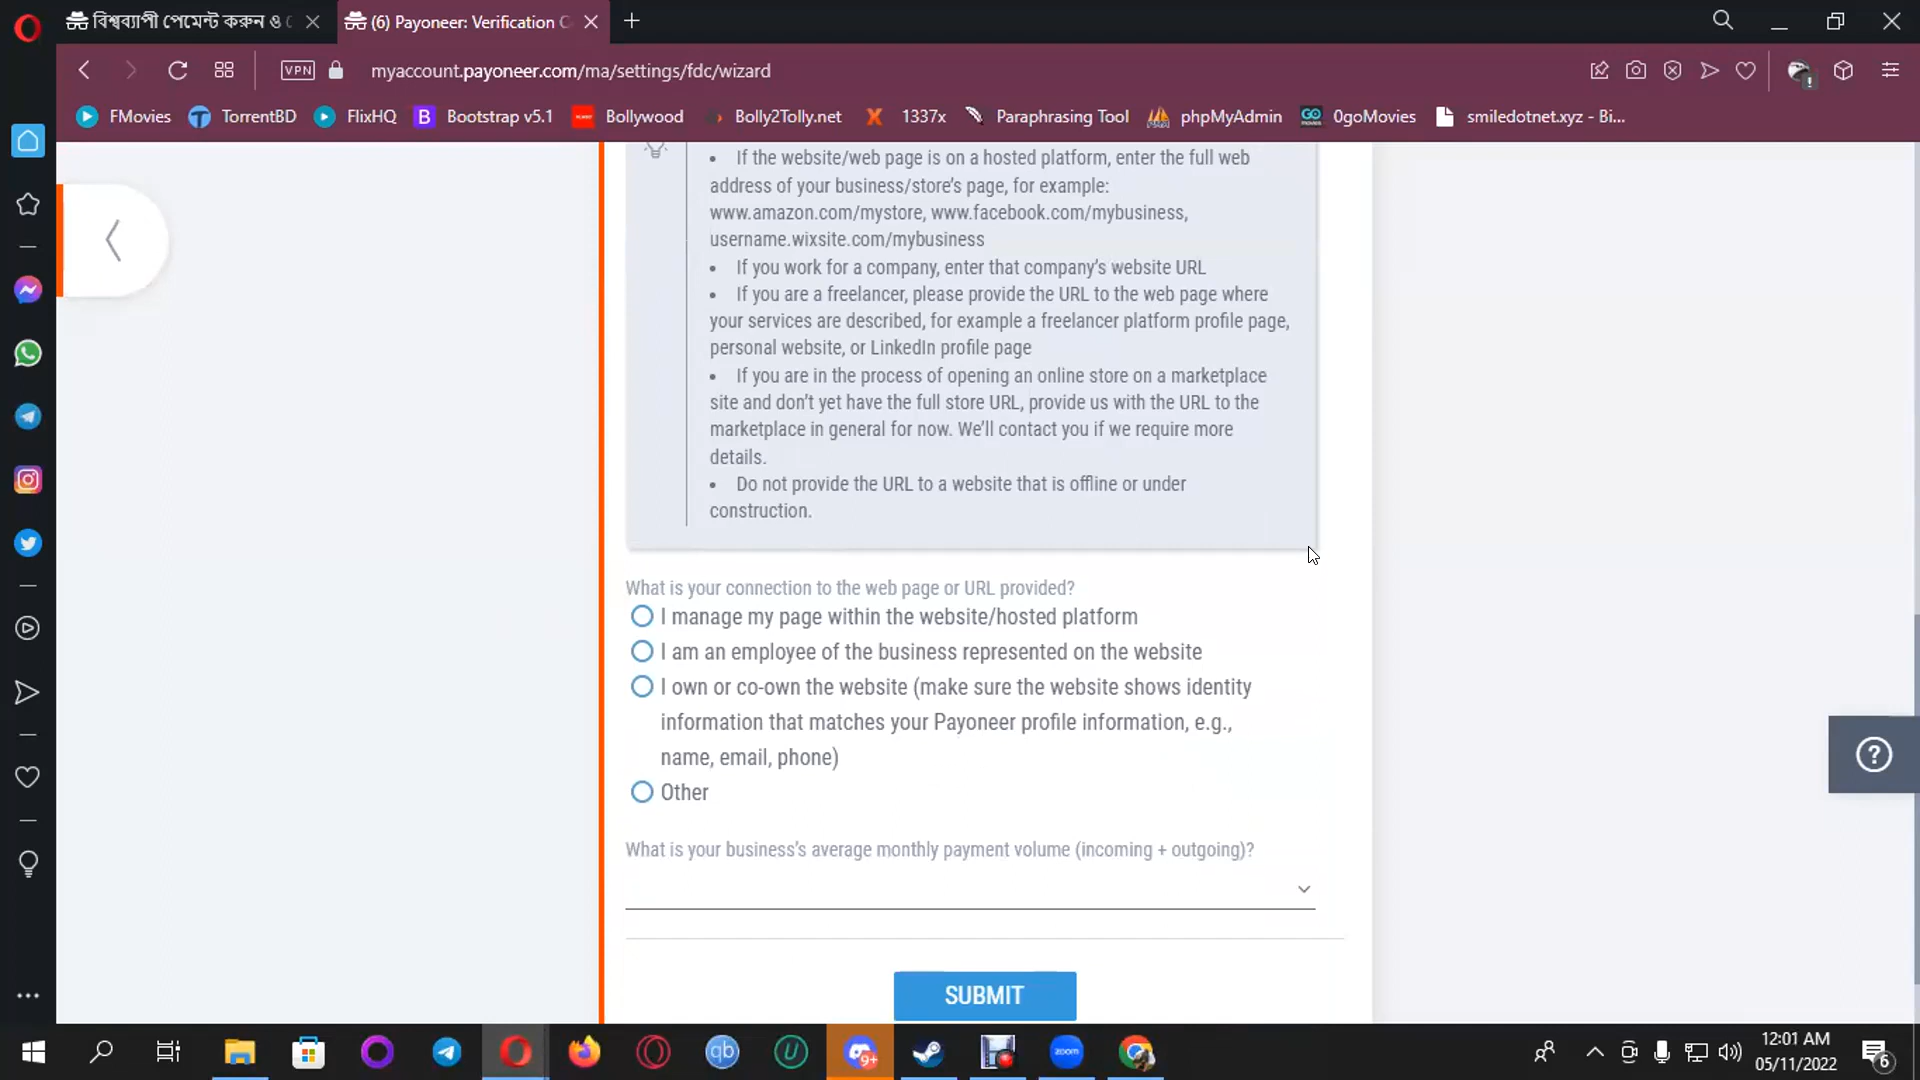 বিশ্বব্যাপী পেমেন্ট করুন ও
(6) Payoneer: Verification C
VPN
myaccount.payoneer.com/ma/settings/fdc/wizard
FMovies
TorrentBD
FlixHQ
B Bootstrap v5.1
Bollywood
Bolly2Tolly.net
X 1337x
Paraphrasing Tool
phpMyAdmin
GO 0goMovies
smiledotnet.xyz - Bi...
• If the website/web page is on a hosted platform, enter the full web
address of your business/store's page, for example:
www.amazon.com/mystore, www.facebook.com/mybusiness,
username.wixsite.com/mybusiness
• If you work for a company, enter that company's website URL
• If you are a freelancer, please provide the URL to the web page where
your services are described, for example a freelancer platform profile page,
personal website, or LinkedIn profile page
• If you are in the process of opening an online store on a marketplace
site and don't yet have the full store URL, provide us with the URL to the
marketplace in general for now. We'll contact you if we require more
details.
• Do not provide the URL to a website that is offline or under
construction.
What is your connection to the web page or URL provided?
I manage my page within the website/hosted platform
I am an employee of the business represented on the website
I own or co-own the website (make sure the website shows identity
information that matches your Payoneer profile information, e.g.,
name, email, phone)
Other
What is your business's average monthly payment volume (incoming + outgoing)?
SUBMIT
qb
U
9+
zoom
12:01 AM
05/11/2022
6